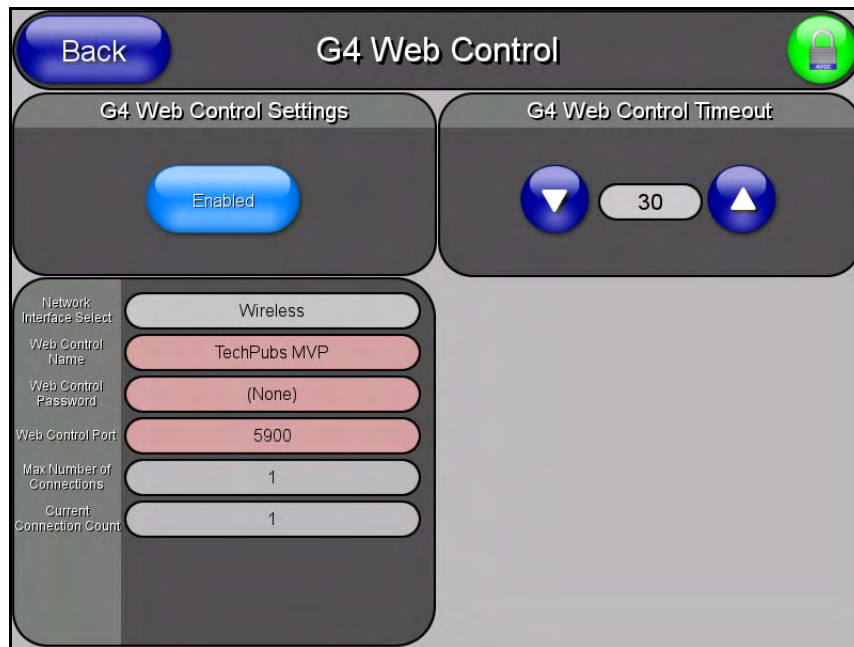 Back
G4 Web Control
AMX
G4 Web Control Settings
G4 Web Control Timeout
Enabled
30
Network
Interface Select
Wireless
Web Control
Name
TechPubs MVP
Web Control
Password
(None)
Web Control Port
5900
Max Number of
Connections
1
Current
Connection Count
1